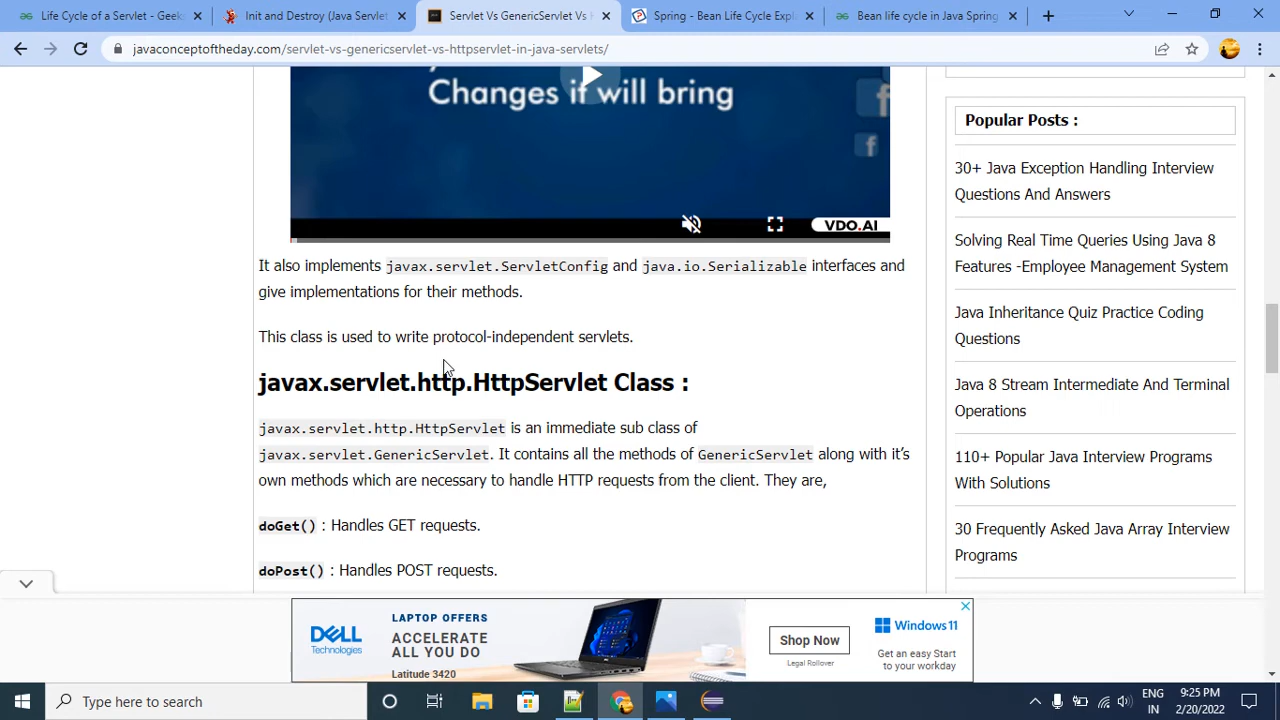 Life Cycle of a Servlet - Geeks
Init and Destroy (Java Servlet
Servlet Vs GenericServlet Vs H
Spring - Bean Life Cycle Expl
Bean life cycle in Java Spring
javaconceptoftheday.com/servlet-vs-genericservlet-vs-httpservlet-in-java-servlets/
Changes it will bring
VDO.AI
It also implements javax.servlet.ServletConfig and java.io.Serializable interfaces and
give implementations for their methods.
This class is used to write protocol-independent servlets.
javax.servlet.http.HttpServlet Class :
javax.servlet.http.HttpServlet is an immediate sub class of
javax.servlet.GenericServlet. It contains all the methods of GenericServlet along with it's
own methods which are necessary to handle HTTP requests from the client. They are,
doGet() : Handles GET requests.
doPost() : Handles POST requests.
Popular Posts :
30+ Java Exception Handling Interview
Questions And Answers
Solving Real Time Queries Using Java 8
Features -Employee Management System
Java Inheritance Quiz Practice Coding
Questions
Java 8 Stream Intermediate And Terminal
Operations
110+ Popular Java Interview Programs
With Solutions
30 Frequently Asked Java Array Interview
Programs
DELL
Technologies
LAPTOP OFFERS
ACCELERATE
ALL YOU DO
Latitude 3420
Shop Now
Legal Rollover
Windows 11
Get an easy Start
to your workday
Type here to search
ENG
IN
9:25 PM
2/20/2022